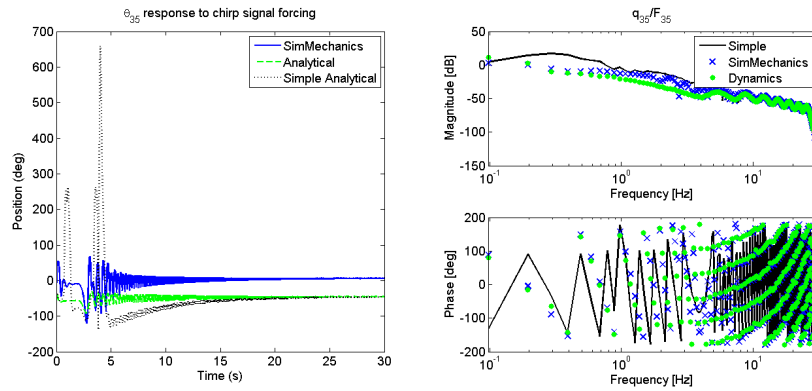 θ35 response to chirp signal forcing
SimMechanics
Analytical
Simple Analytical
Position (deg)
700
600
500
400
300
200
100
0
-100
-200
0
5
10
15
20
25
30
Time (s)
q35/F35
Simple
SimMechanics
Dynamics
Magnitude [dB]
50
0
-50
-100
-150
10-1
100
101
Frequency [Hz]
Phase [deg]
200
100
0
-100
-200
10-1
100
101
Frequency [Hz]